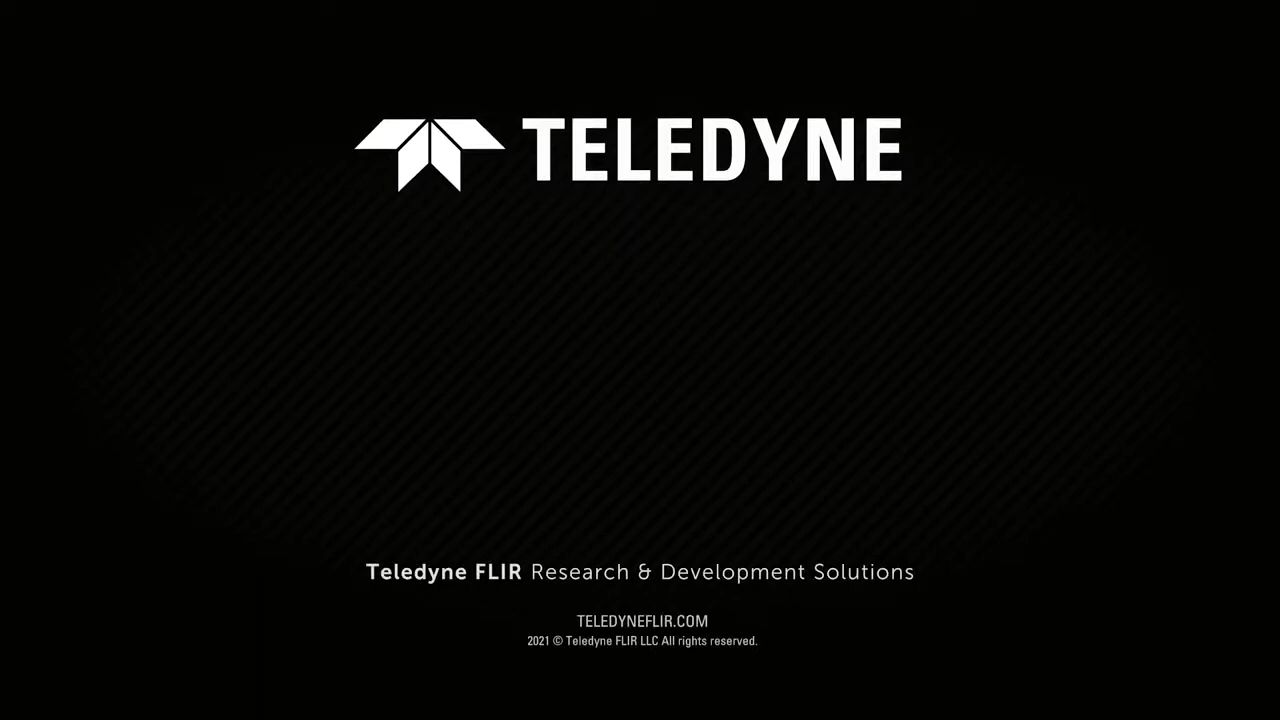 TELEDYNE
Teledyne FLIR Research & Development Solutions
TELEDYNEFLIR.COM
2021 © Teledyne FLIR LLC All rights reserved.